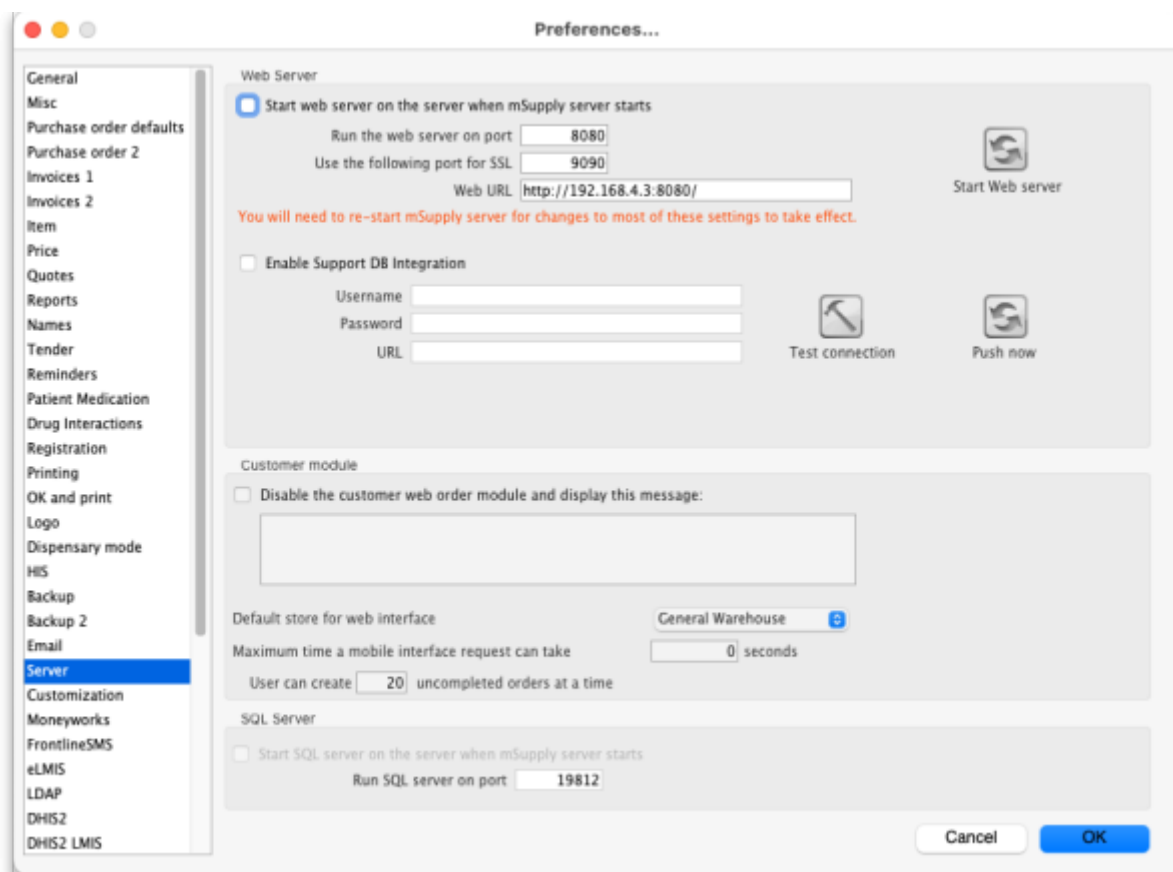 Preferences...
General
Misc
Purchase order defaults
Purchase order 2
Invoices 1
Invoices 2
Item
Price
Quotes
Reports
Names
Tender
Reminders
Patient Medication
Drug Interactions
Registration
Printing
OK and print
Logo
Dispensary mode
HIS
Backup
Backup 2
Email
Server
Customization
Moneyworks
FrontlineSMS
eLMIS
LDAP
DHIS2
DHIS2 LMIS
Web Server
Start web server on the server when mSupply server starts
Run the web server on port 8080
Use the following port for SSL 9090
Web URL http://192.168.4.3:8080/
Start Web server
You will need to re-start mSupply server for changes to most of these settings to take effect.
Enable Support DB Integration
Username
Password
URL
Test connection
Push now
Customer module
Disable the customer web order module and display this message:
Default store for web interface General Warehouse
Maximum time a mobile interface request can take 0 seconds
User can create 20 uncompleted orders at a time
SQL Server
Start SQL server on the server when mSupply server starts
Run SQL server on port 19812
Cancel OK